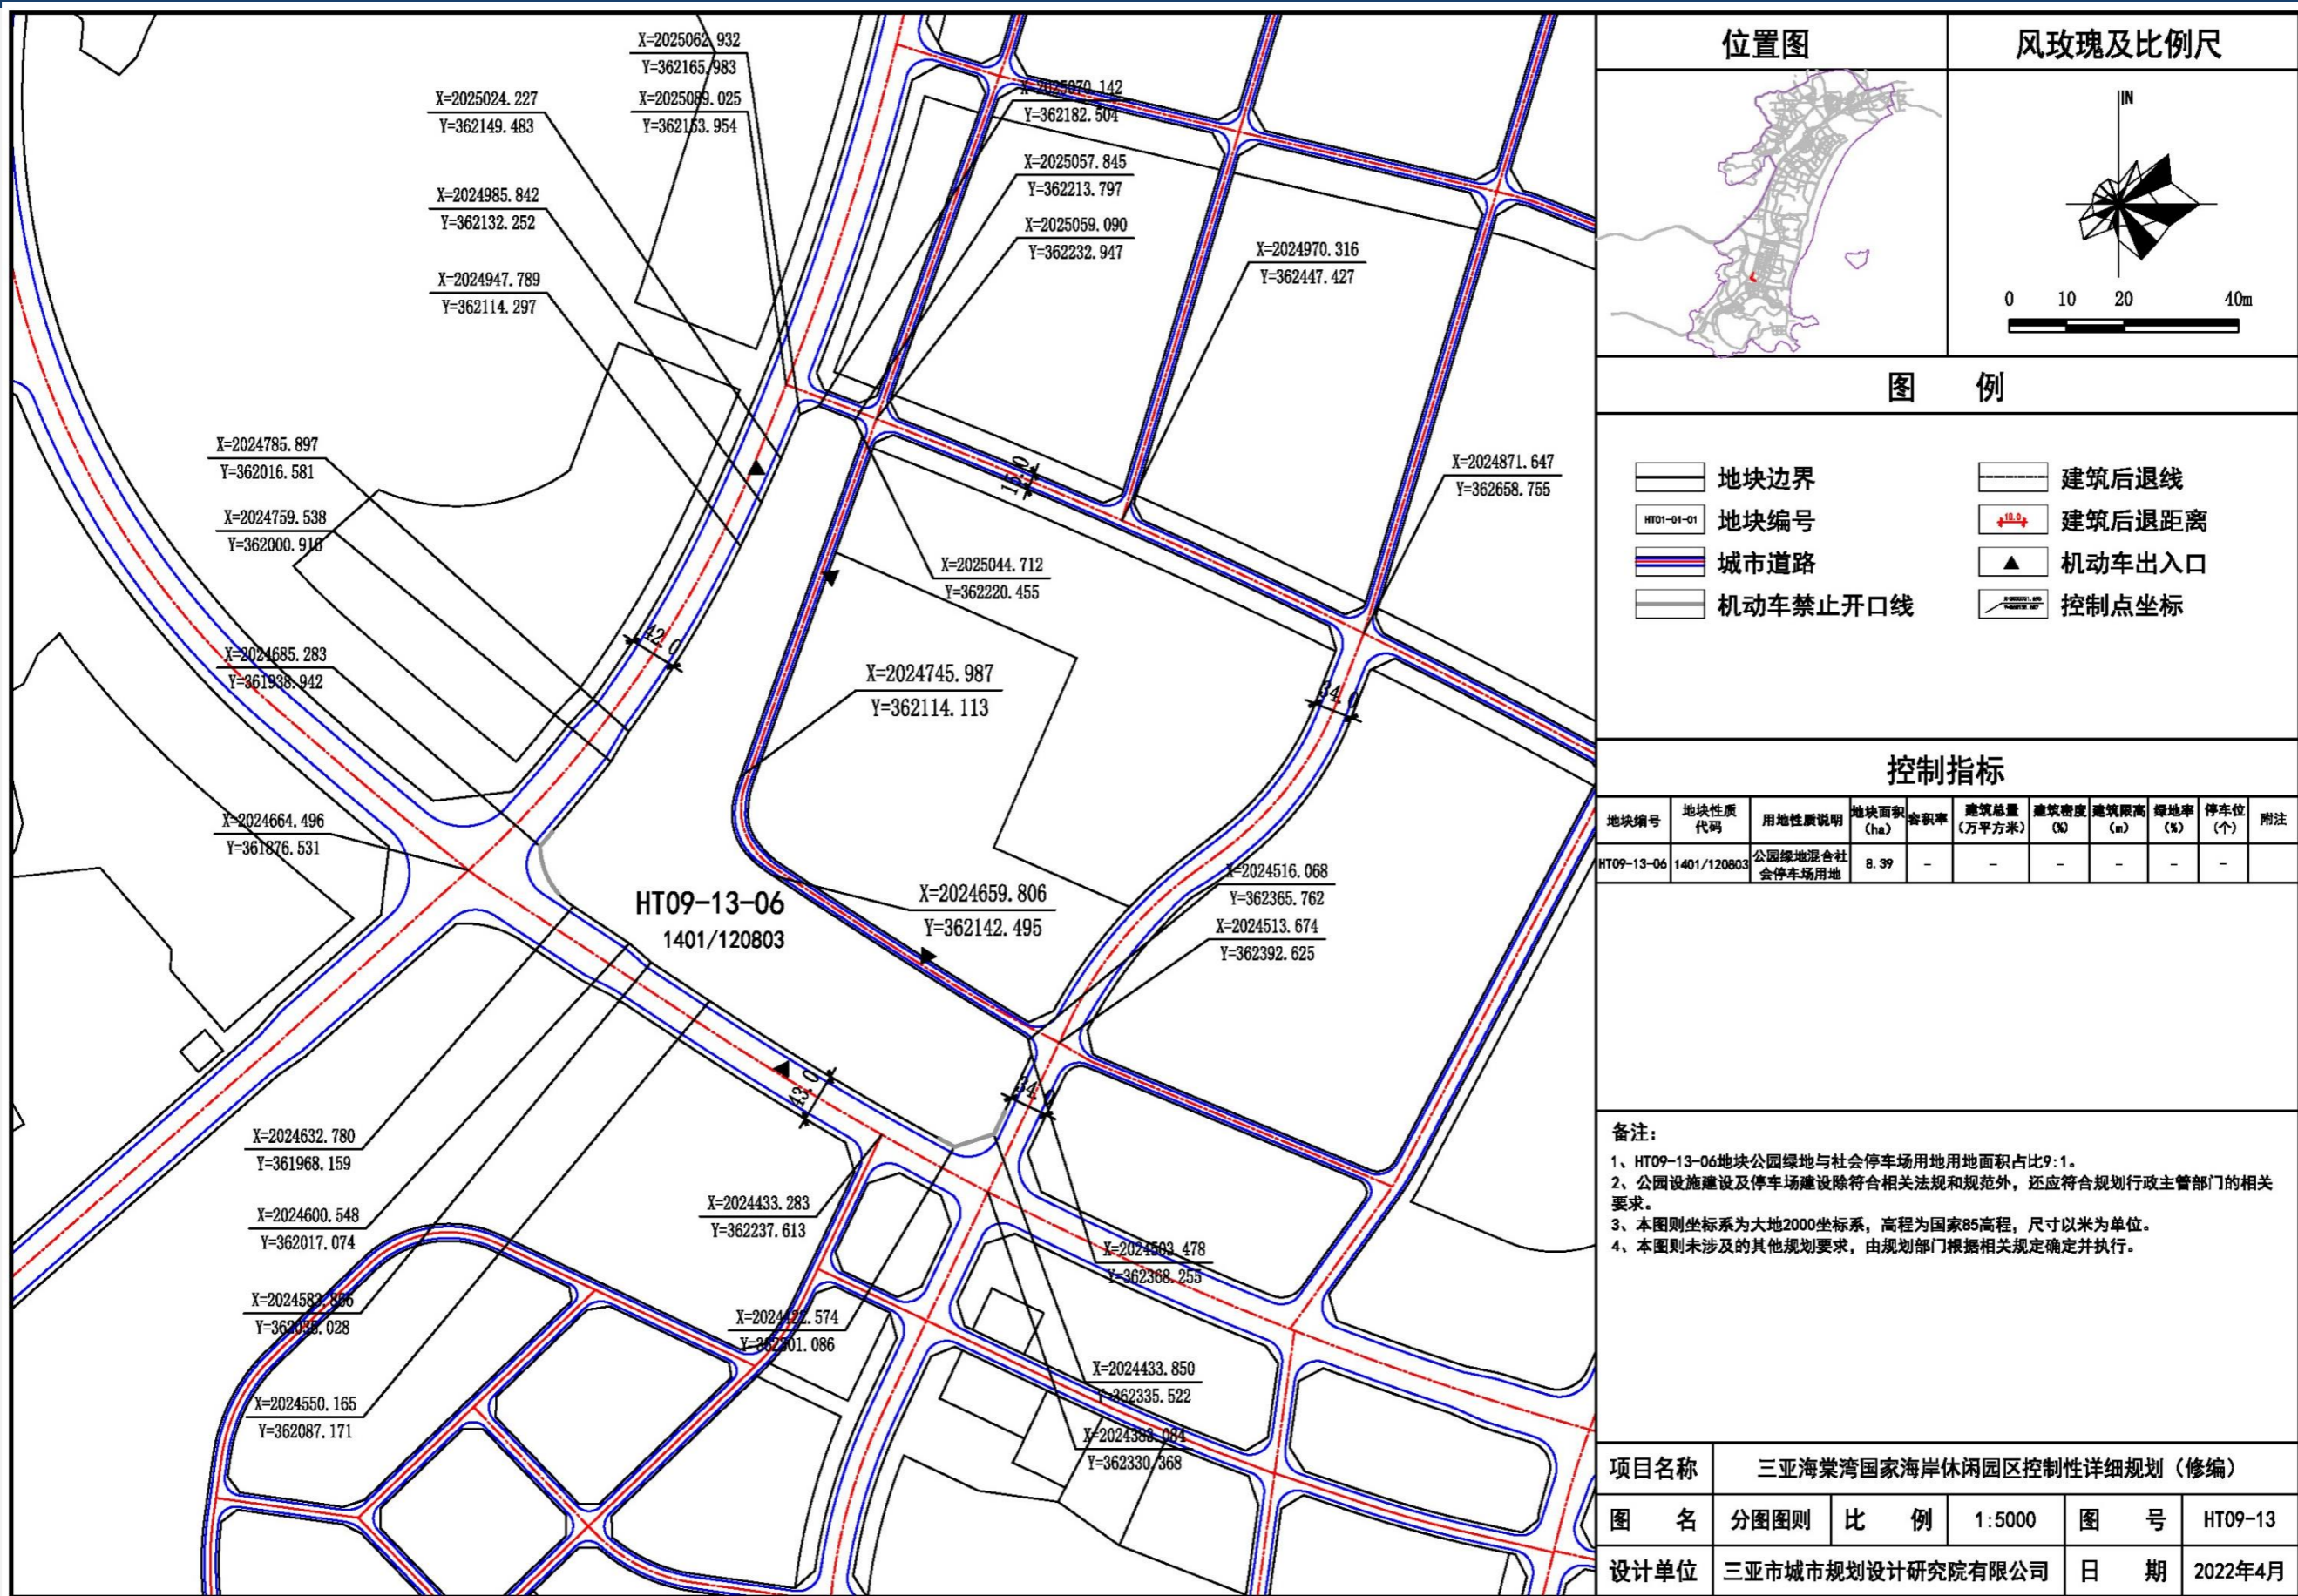 X=2025062.932
Y=362165.983
X=2025024.227
Y=362149.483
X=2025089.025
Y=362153.954
X=2025070.142
Y=362182.504
X=2025057.845
Y=362213.797
X=2024985.842
Y=362132.252
X=2025059.090
Y=362232.947
X=2024970.316
Y=362447.427
X=2024947.789
Y=362114.297
X=2024785.897
Y=362016.581
X=2024871.647
Y=362658.755
X=2024759.538
Y=362000.916
X=2025044.712
Y=362220.455
42.0
X=2024685.283
Y=361938.942
X=2024745.987
Y=362114.113
34.0
X=2024664.496
Y=361876.531
X=2024516.068
Y=362365.762
X=2024659.806
Y=362142.495
HT09-13-06
1401/120803
X=2024513.674
Y=362392.625
43.0
34.0
X=2024632.780
Y=361968.159
X=2024433.283
Y=362237.613
X=2024600.548
Y=362017.074
X=2024503.478
Y=362368.255
Y=362035.028
X=2024422.574
Y=362301.086
X=2024433.850
Y=362335.522
X=2024550.165
Y=362087.171
X=2024383.084
Y=362330.368
位置图
风玫瑰及比例尺
N
0 10 20 40m
图 例
地块边界
建筑后退线
HT01-01-01 地块编号
10.0 建筑后退距离
城市道路
机动车出入口
机动车禁止开口线
控制点坐标
控制指标
地块编号 地块性质代码 用地性质说明 地块面积(ha) 容积率 建筑总量(万平方米) 建筑密度(%) 建筑限高(m) 绿地率(%) 停车位(个) 附注
HT09-13-06 1401/120803 公园绿地混合社会停车场用地 8.39 - - - - - -
备注:
1、HT09-13-06地块公园绿地与社会停车场用地用地面积占比9:1。
2、公园设施建设及停车场建设除符合相关法规和规范外，还应符合规划行政主管部门的相关
要求。
3、本图则坐标系为大地2000坐标系，高程为国家85高程，尺寸以米为单位。
4、本图则未涉及的其他规划要求，由规划部门根据相关规定确定并执行。
项目名称 三亚海棠湾国家海岸休闲园区控制性详细规划（修编）
图 名 分图图则 比 例 1:5000 图 号 HT09-13
设计单位 三亚市城市规划设计研究院有限公司 日 期 2022年4月